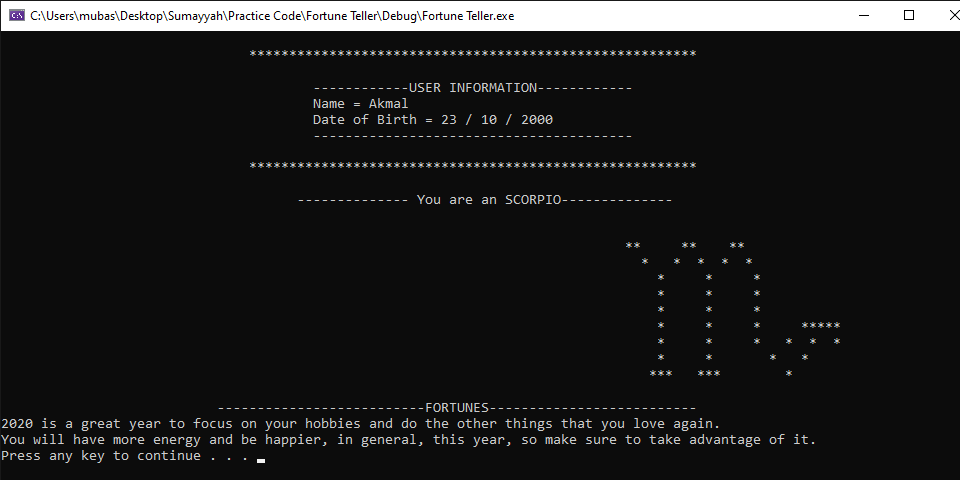 C:\Users\mubas\Desktop\Sumayyah\Practice Code\Fortune Teller\Debug\Fortune Teller.exe
********************************************************
------------USER INFORMATION------------
Name = Akmal
Date of Birth = 23 / 10 / 2000
----------------------------------------
********************************************************
-------------- You are an SCORPIO--------------
**     **    **
*   *  *  *  *
*     *     *
*     *     *
*     *     *
*     *     *     *****
*     *     *   *  *  *
*     *       *   *
***   ***        *
--------------------------FORTUNES--------------------------
2020 is a great year to focus on your hobbies and do the other things that you love again.
You will have more energy and be happier, in general, this year, so make sure to take advantage of it.
Press any key to continue . . .